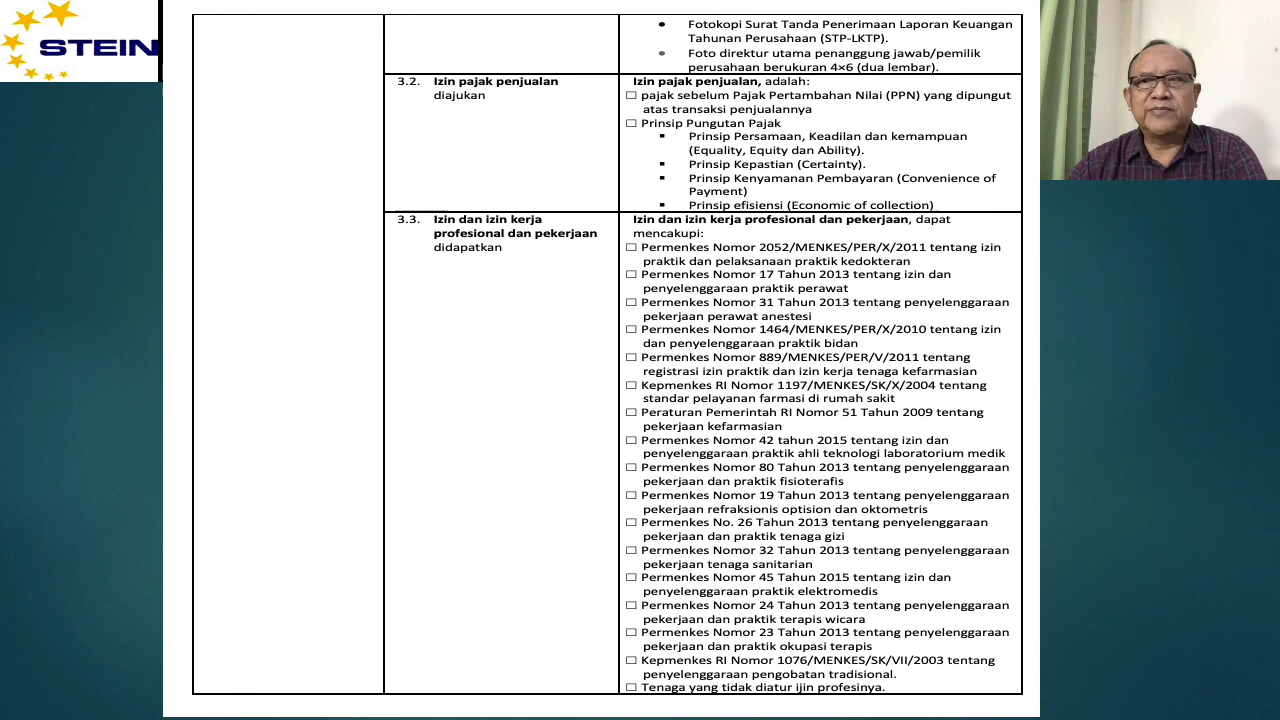 STEIN
Fotokopi Surat Tanda Penerimaan Laporan Keuangan
Tahunan Perusahaan (STP-LKTP).
Foto direktur utama penanggung jawab/pemilik
perusahaan berukuran 4×6 (dua lembar).
3.2. Izin pajak penjualan
diajukan
Izin pajak penjualan, adalah:
pajak sebelum Pajak Pertambahan Nilai (PPN) yang dipungut
atas transaksi penjualannya
Prinsip Pungutan Pajak
Prinsip Persamaan, Keadilan dan kemampuan
(Equality, Equity dan Ability).
Prinsip Kepastian (Certainty).
Prinsip Kenyamanan Pembayaran (Convenience of
Payment)
Prinsip efisiensi (Economic of collection)
3.3. Izin dan izin kerja
profesional dan pekerjaan
didapatkan
Izin dan izin kerja profesional dan pekerjaan, dapat
mencakupi:
Permenkes Nomor 2052/MENKES/PER/X/2011 tentang izin
praktik dan pelaksanaan praktik kedokteran
Permenkes Nomor 17 Tahun 2013 tentang izin dan
penyelenggaraan praktik perawat
Permenkes Nomor 31 Tahun 2013 tentang penyelenggaraan
pekerjaan perawat anestesi
Permenkes Nomor 1464/MENKES/PER/X/2010 tentang izin
dan penyelenggaraan praktik bidan
Permenkes Nomor 889/MENKES/PER/V/2011 tentang
registrasi izin praktik dan izin kerja tenaga kefarmasian
Kepmenkes RI Nomor 1197/MENKES/SK/X/2004 tentang
standar pelayanan farmasi di rumah sakit
Peraturan Pemerintah RI Nomor 51 Tahun 2009 tentang
pekerjaan kefarmasian
Permenkes Nomor 42 tahun 2015 tentang izin dan
penyelenggaraan praktik ahli teknologi laboratorium medik
Permenkes Nomor 80 Tahun 2013 tentang penyelenggaraan
pekerjaan dan praktik fisioterafis
Permenkes Nomor 19 Tahun 2013 tentang penyelenggaraan
pekerjaan refraksionis optision dan oktometris
Permenkes No. 26 Tahun 2013 tentang penyelenggaraan
pekerjaan dan praktik tenaga gizi
Permenkes Nomor 32 Tahun 2013 tentang penyelenggaraan
pekerjaan tenaga sanitarian
Permenkes Nomor 45 Tahun 2015 tentang izin dan
penyelenggaraan praktik elektromedis
Permenkes Nomor 24 Tahun 2013 tentang penyelenggaraan
pekerjaan dan praktik terapis wicara
Permenkes Nomor 23 Tahun 2013 tentang penyelenggaraan
pekerjaan dan praktik okupasi terapis
Kepmenkes RI Nomor 1076/MENKES/SK/VII/2003 tentang
penyelenggaraan pengobatan tradisional.
Tenaga yang tidak diatur ijin profesinya.